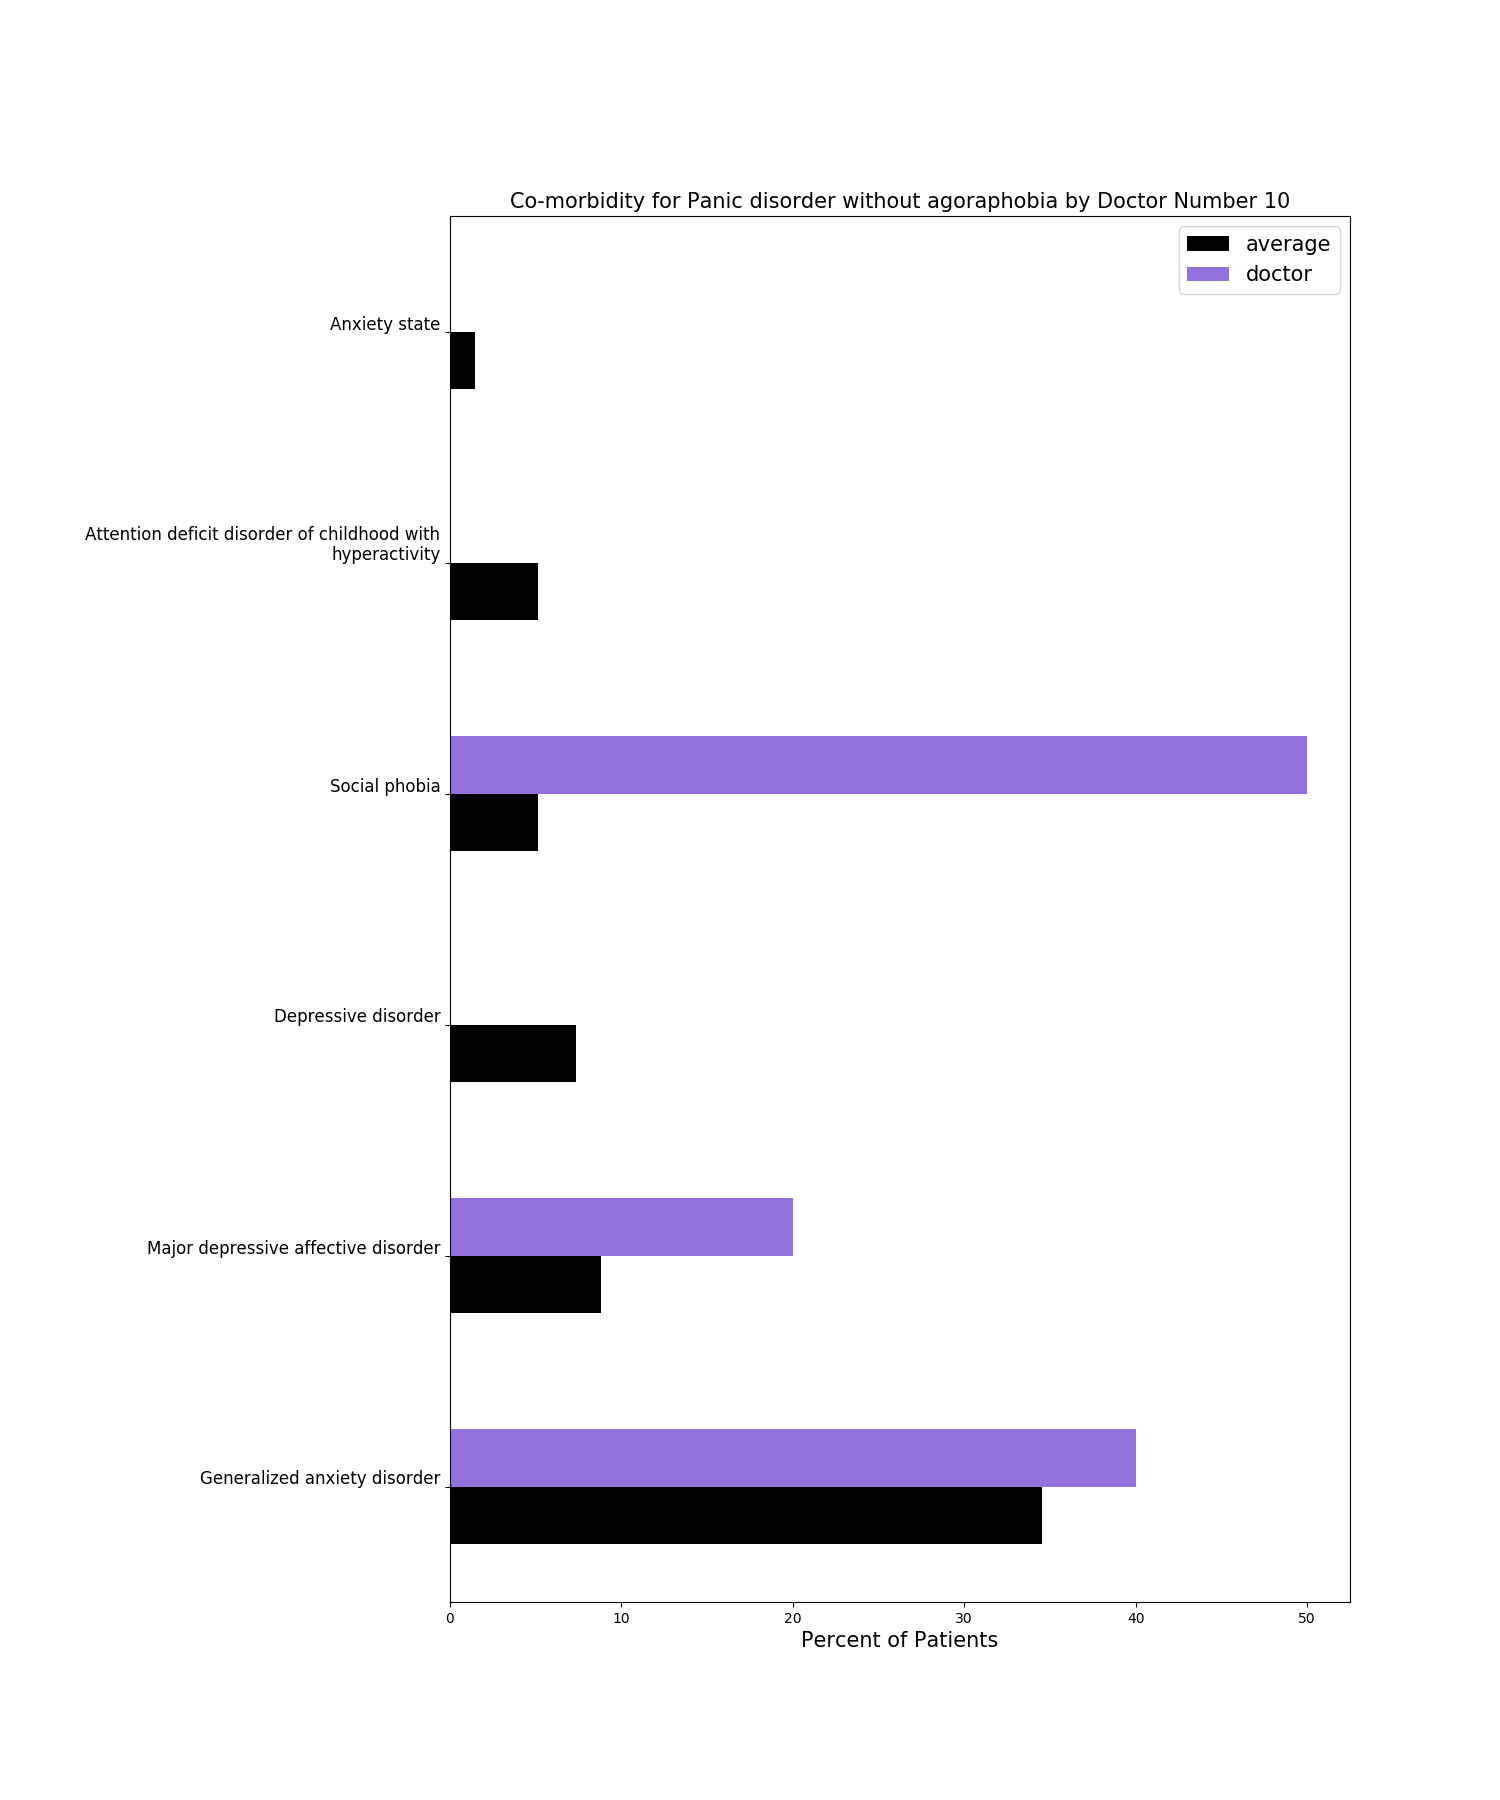 Co-morbidity for Panic disorder without agoraphobia by Doctor Number 10
average
doctor
Anxiety state
Attention deficit disorder of childhood with
hyperactivity
Social phobia
Depressive disorder
Major depressive affective disorder
Generalized anxiety disorder
0 10 20 30 40 50
Percent of Patients